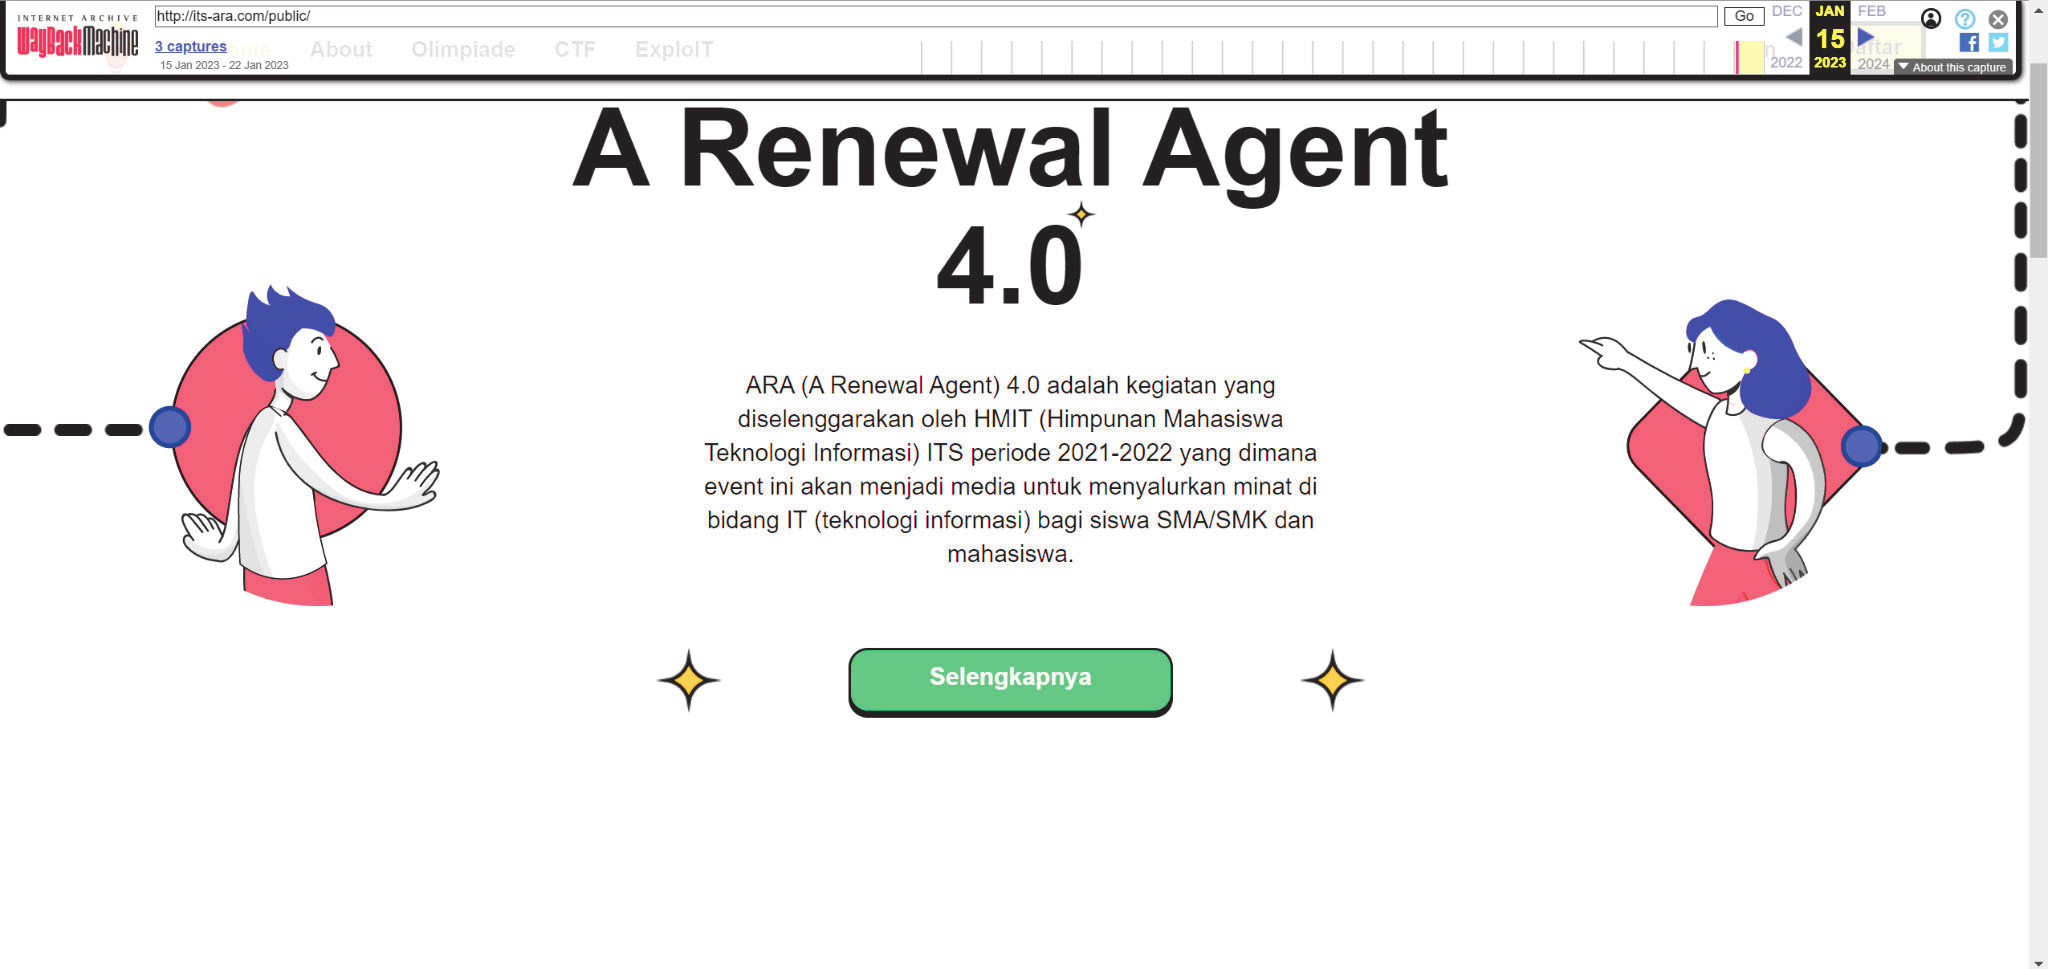 INTERNET ARCHIVE
WayBackMachine
http://its-ara.com/public/
Go
DEC
JAN
FEB
3 captures
15 Jan 2023 - 22 Jan 2023
15
2022
2023
2024
About this capture
About
Olimpiade
CTF
ExploIT
A Renewal Agent
4.0
ARA (A Renewal Agent) 4.0 adalah kegiatan yang
diselenggarakan oleh HMIT (Himpunan Mahasiswa
Teknologi Informasi) ITS periode 2021-2022 yang dimana
event ini akan menjadi media untuk menyalurkan minat di
bidang IT (teknologi informasi) bagi siswa SMA/SMK dan
mahasiswa.
Selengkapnya